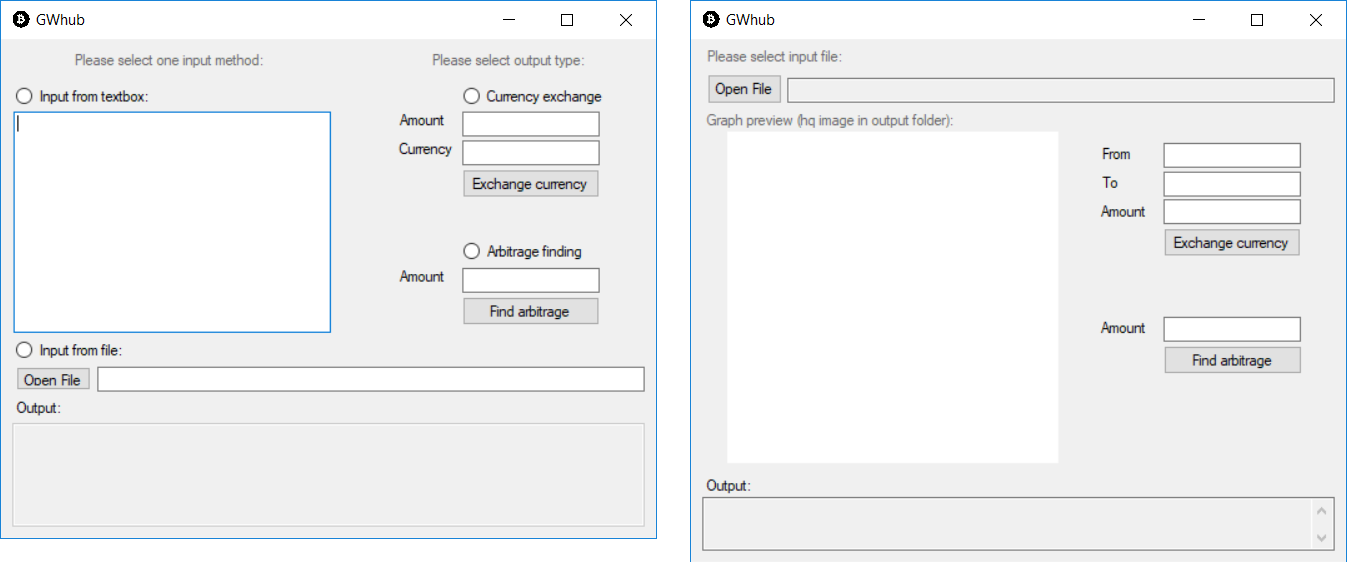 GWhub
Please select one input method:
Please select output type:
Input from textbox:
Currency exchange
Amount
Currency
Exchange currency
Arbitrage finding
Amount
Find arbitrage
Input from file:
Open File
Output:
GWhub
Please select input file:
Open File
Graph preview (hq image in output folder):
From
To
Amount
Exchange currency
Amount
Find arbitrage
Output: